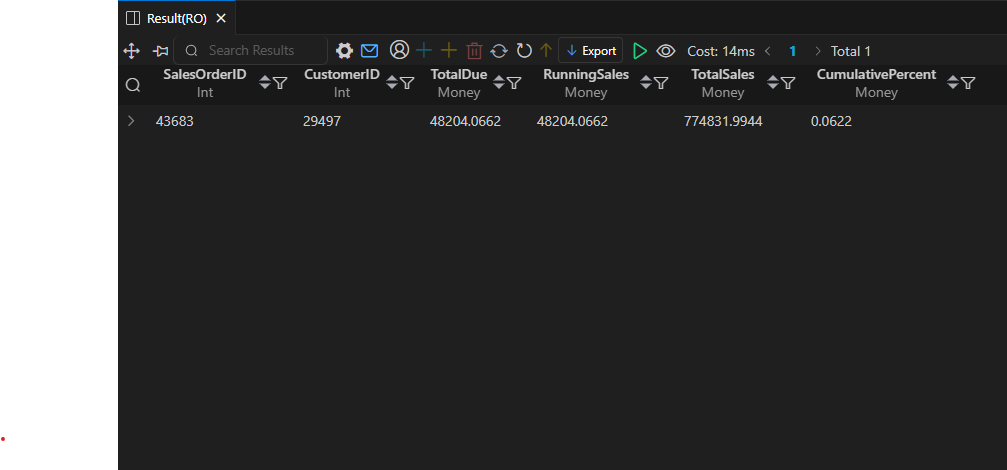 Result(RO)
Search Results Export Cost: 14ms 1 Total 1
SalesOrderID CustomerID TotalDue RunningSales TotalSales CumulativePercent
Int Int Money Money Money Money
43683 29497 48204.0662 48204.0662 774831.9944 0.0622